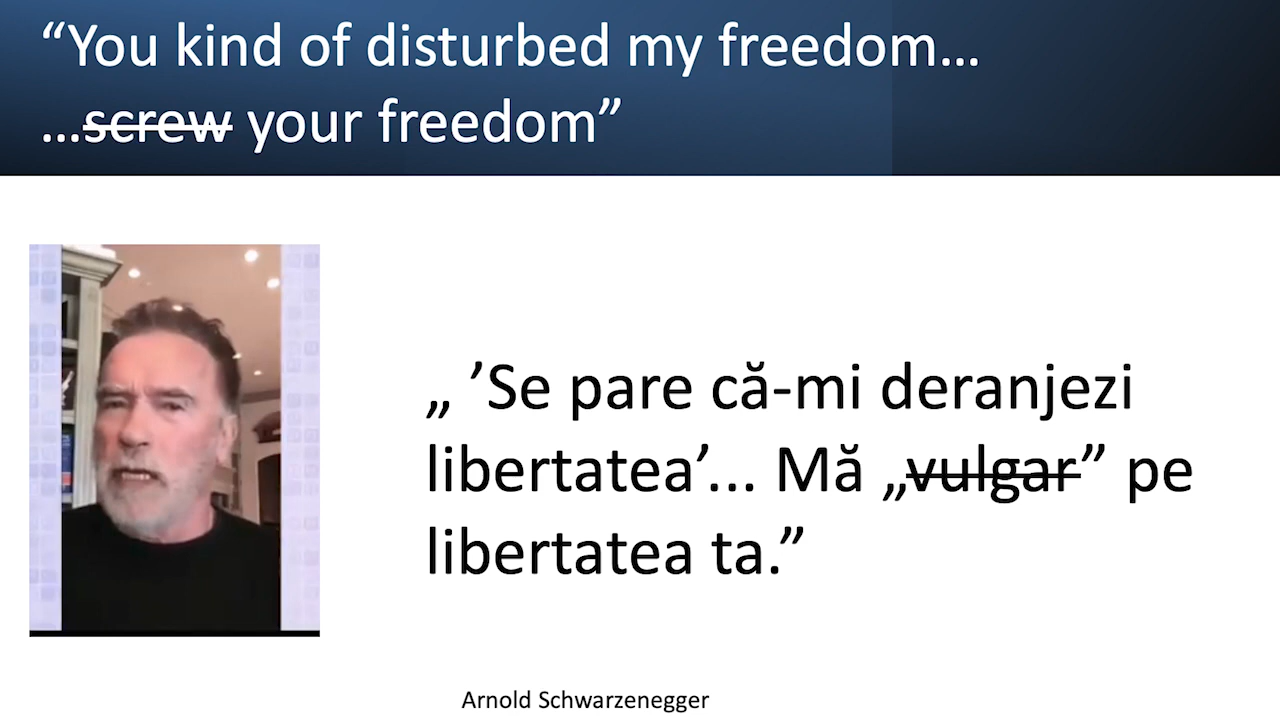 “You kind of disturbed my freedom...
...screw your freedom”
„ ’Se pare că-mi deranjezi
libertatea’... Mă „vulgar” pe
libertatea ta.”
Arnold Schwarzenegger